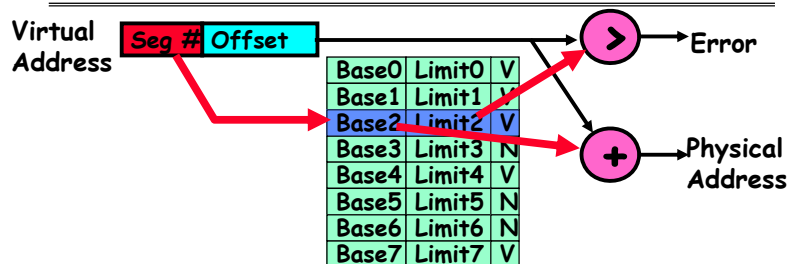 Virtual Address
Seg # Offset
> Error
Base0 Limit0 V
Base1 Limit1 V
Base2 Limit2 V
Base3 Limit3 N
Base4 Limit4 V
Base5 Limit5 N
Base6 Limit6 N
Base7 Limit7 V
+ Physical Address